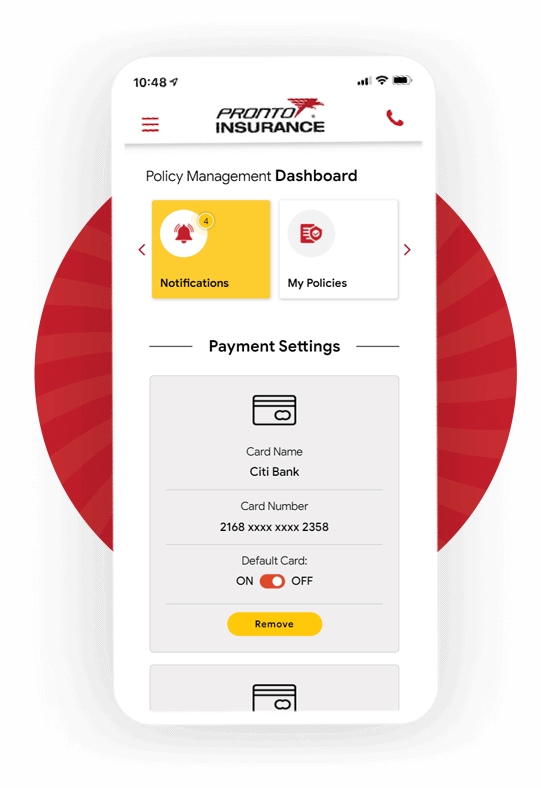 10:48
PRONTO
INSURANCE
Policy Management Dashboard
4
Notifications
My Policies
Payment Settings
Card Name
Citi Bank
Card Number
2168 xxxx xxxx 2358
Default Card:
ON OFF
Remove